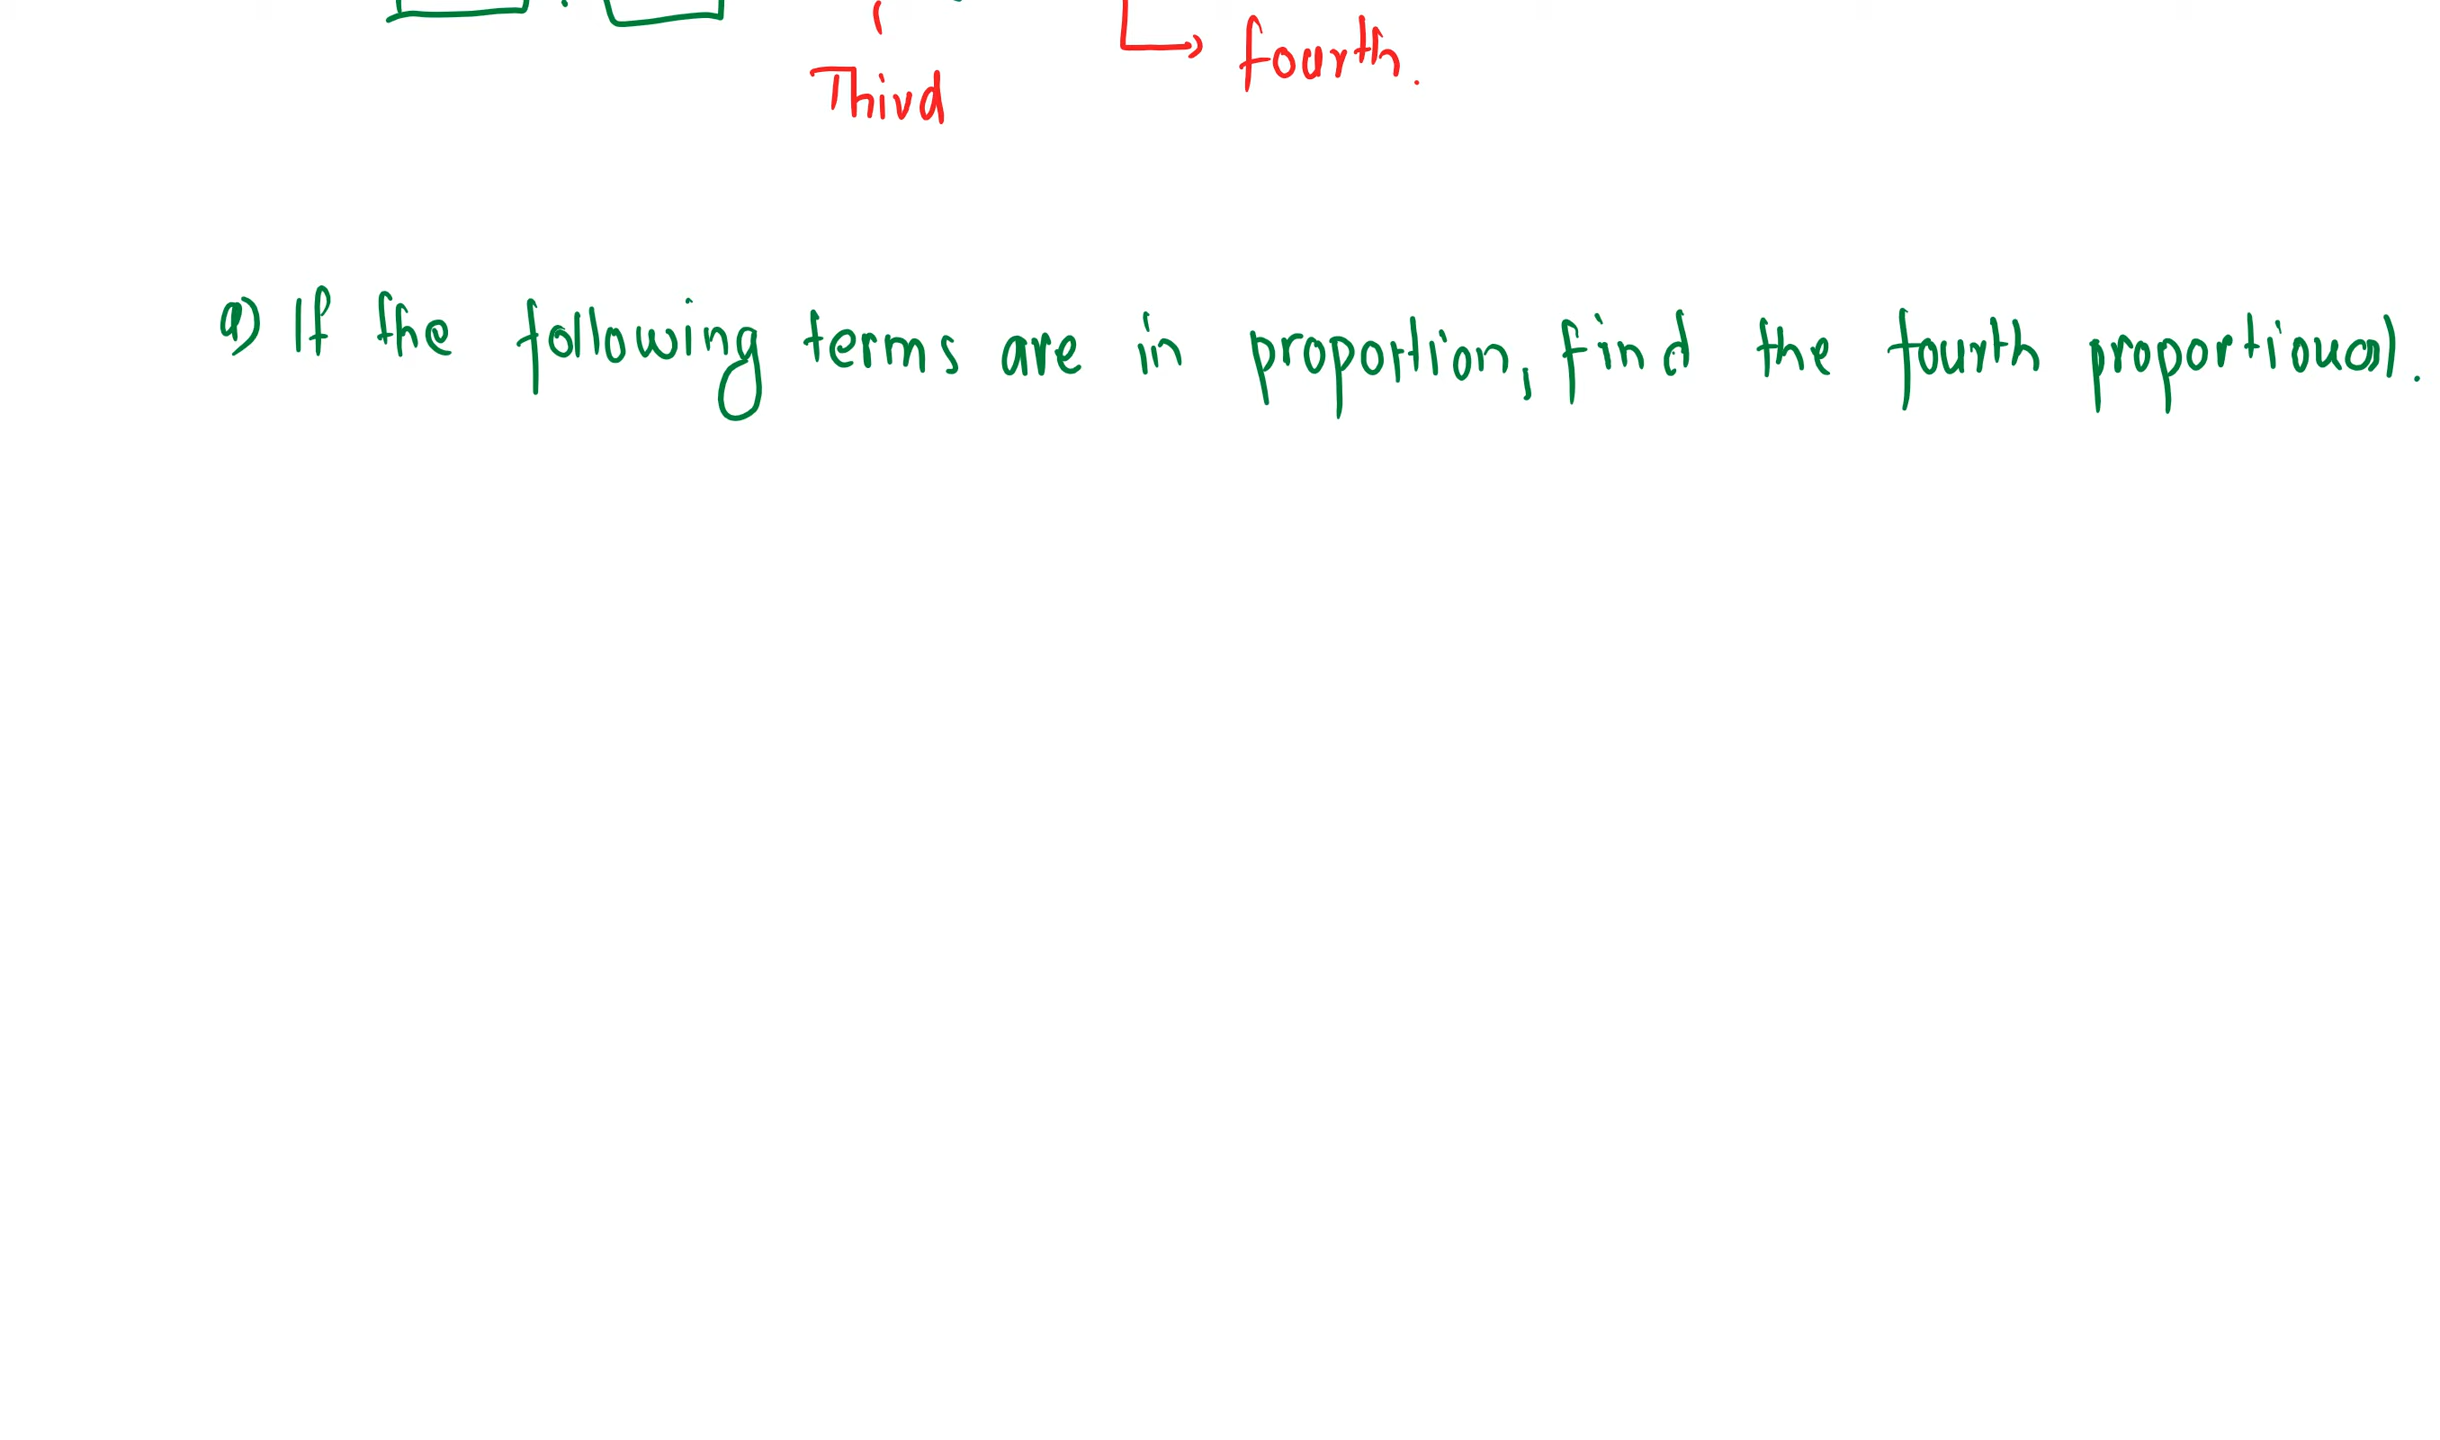 fourth.
Third
Q) If the following terms are in proportion, find the fourth proportional.